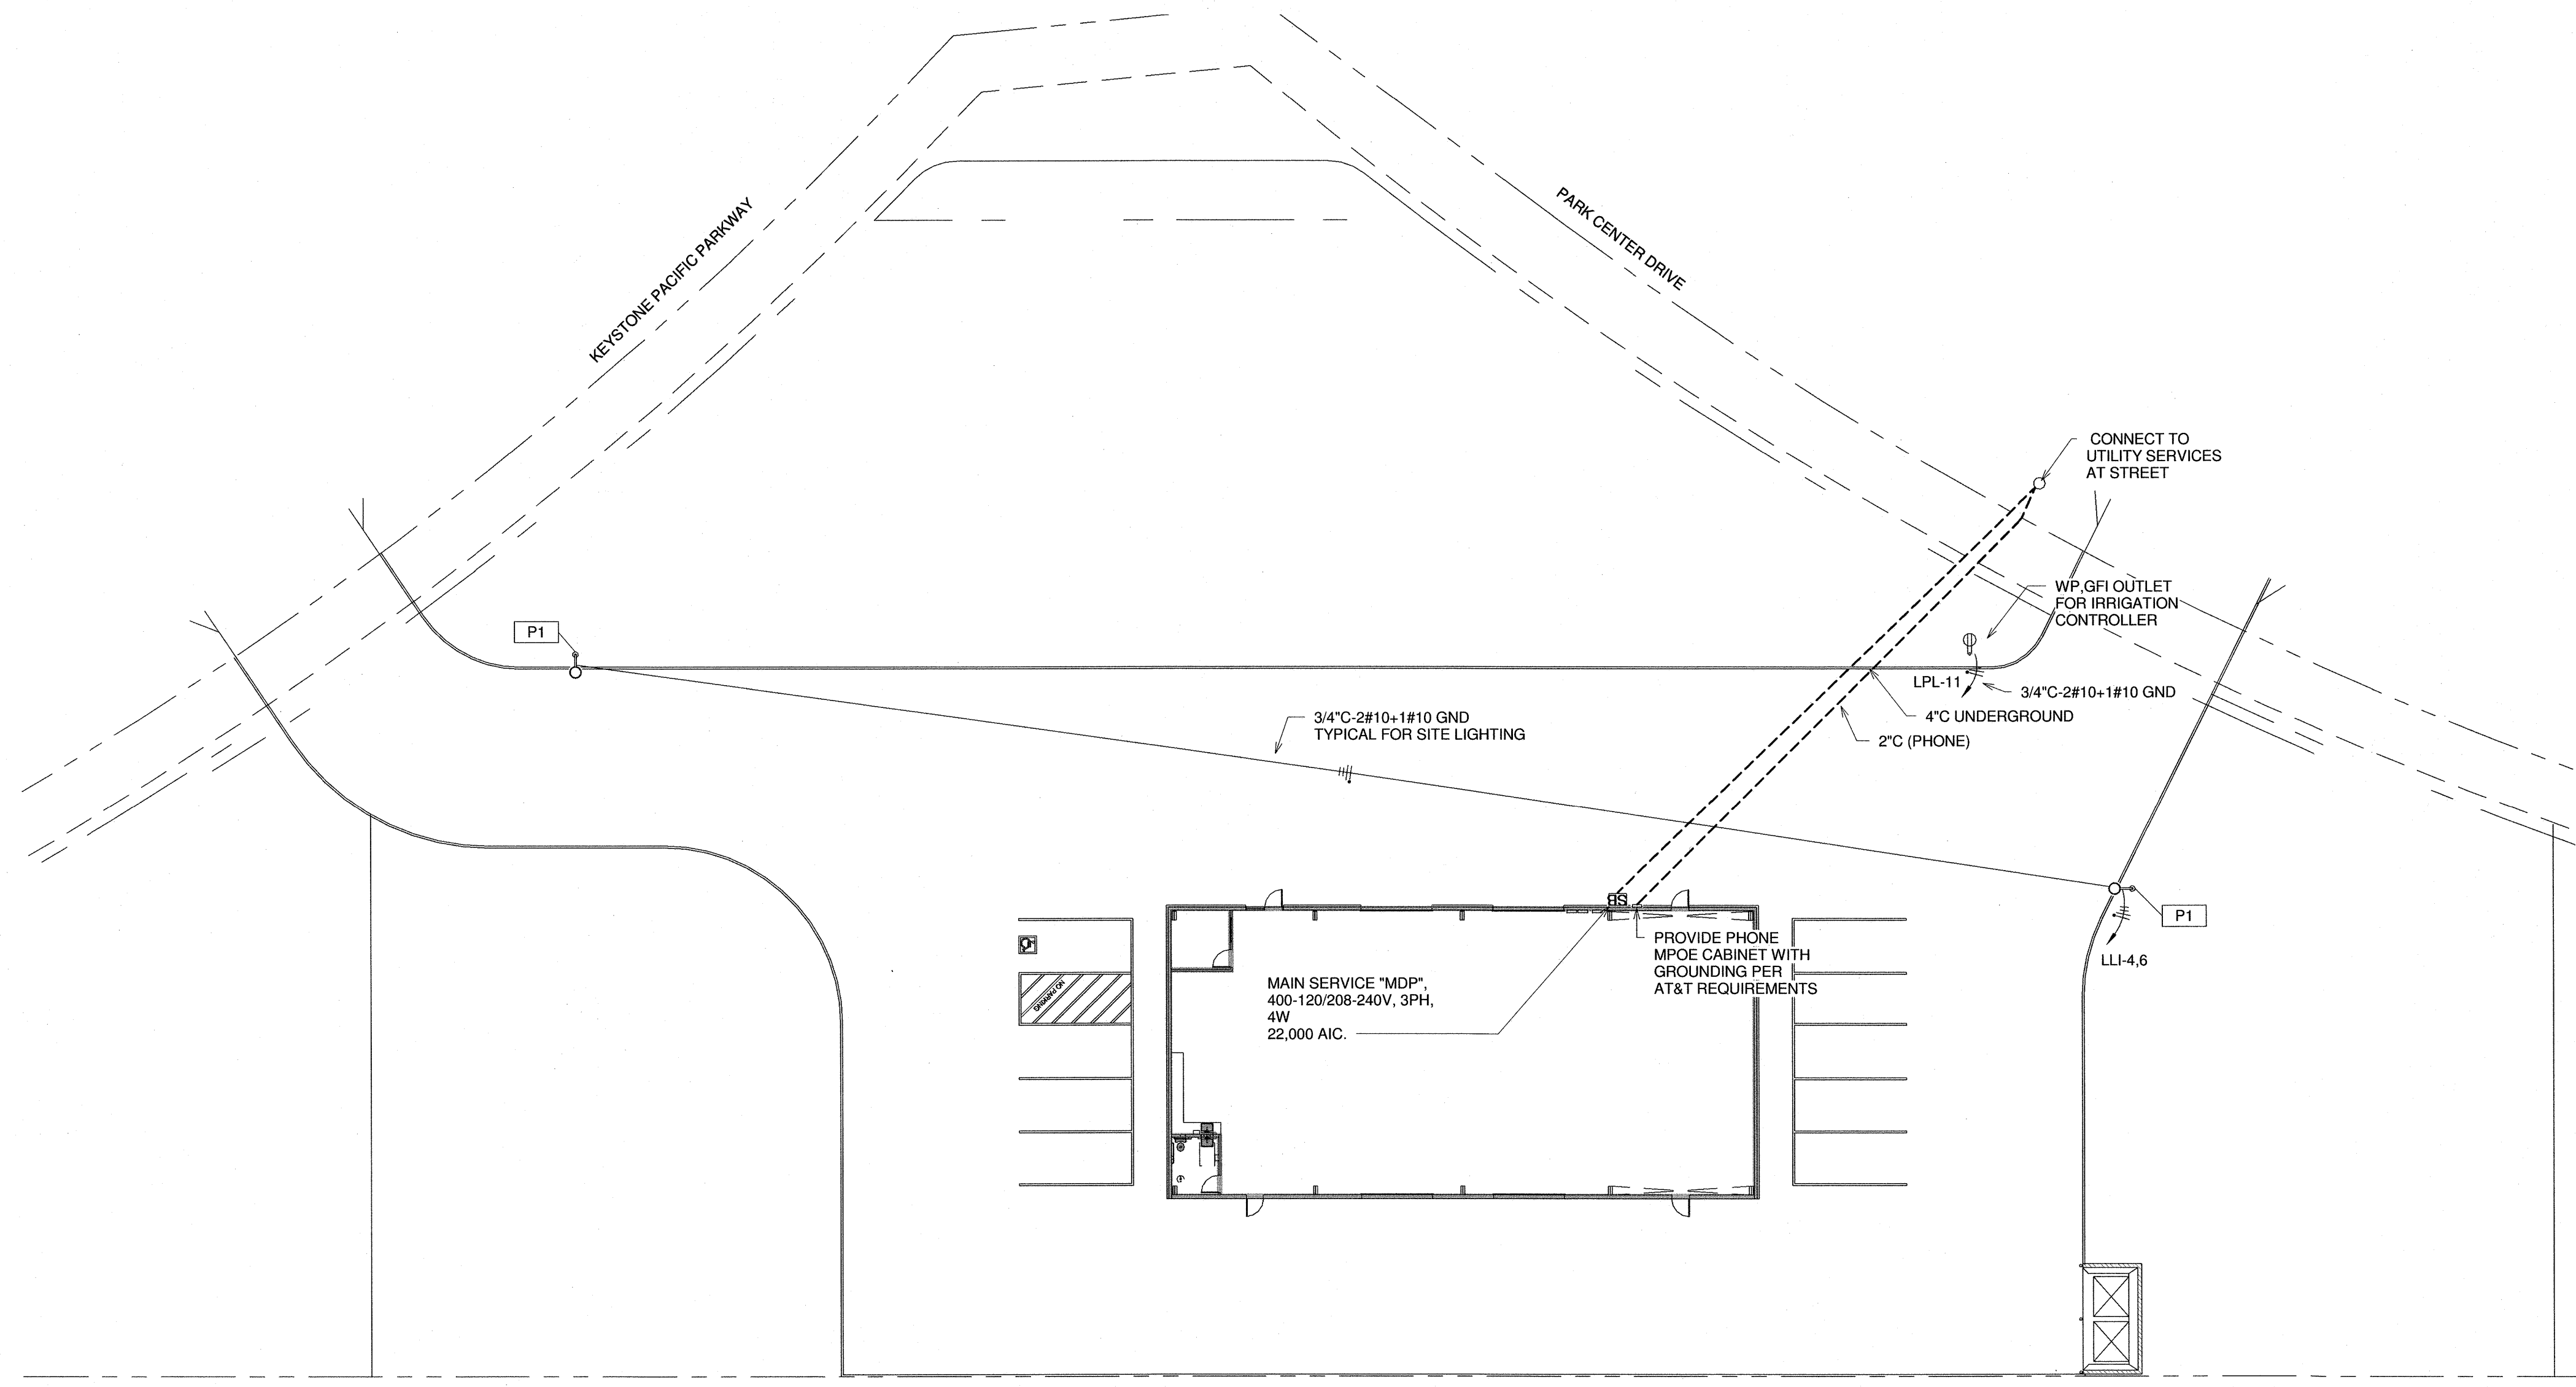 KEYSTONE PACIFIC PARKWAY
PARK CENTER DRIVE
CONNECT TO
UTILITY SERVICES
AT STREET
WP,GFI OUTLET
FOR IRRIGATION
CONTROLLER
P1
LPL-11
3/4"C-2#10+1#10 GND
3/4"C-2#10+1#10 GND
TYPICAL FOR SITE LIGHTING
4"C UNDERGROUND
2"C (PHONE)
SB
P1
LLI-4,6
PROVIDE PHONE
MPOE CABINET WITH
GROUNDING PER
AT&T REQUIREMENTS
MAIN SERVICE "MDP",
400-120/208-240V, 3PH,
4W
22,000 AIC.
NO PARKING